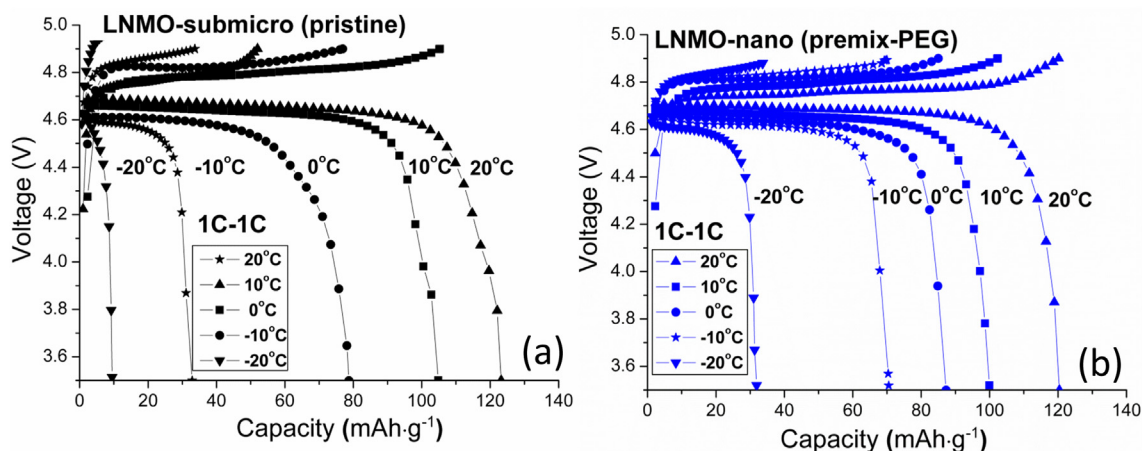 LNMO-submicro (pristine)
5.0
4.8
4.6
4.4
4.2
4.0
3.8
3.6
Voltage (V)
-20°C
-10°C
0°C
10°C
20°C
1C-1C
20°C
10°C
0°C
-10°C
-20°C
(a)
0 20 40 60 80 100 120 140
Capacity (mAh·g⁻¹)
LNMO-nano (premix-PEG)
5.0
4.8
4.6
4.4
4.2
4.0
3.8
3.6
Voltage (V)
-20°C
-10°C
0°C
10°C
20°C
1C-1C
20°C
10°C
0°C
-10°C
-20°C
(b)
0 20 40 60 80 100 120 140
Capacity (mAh·g⁻¹)